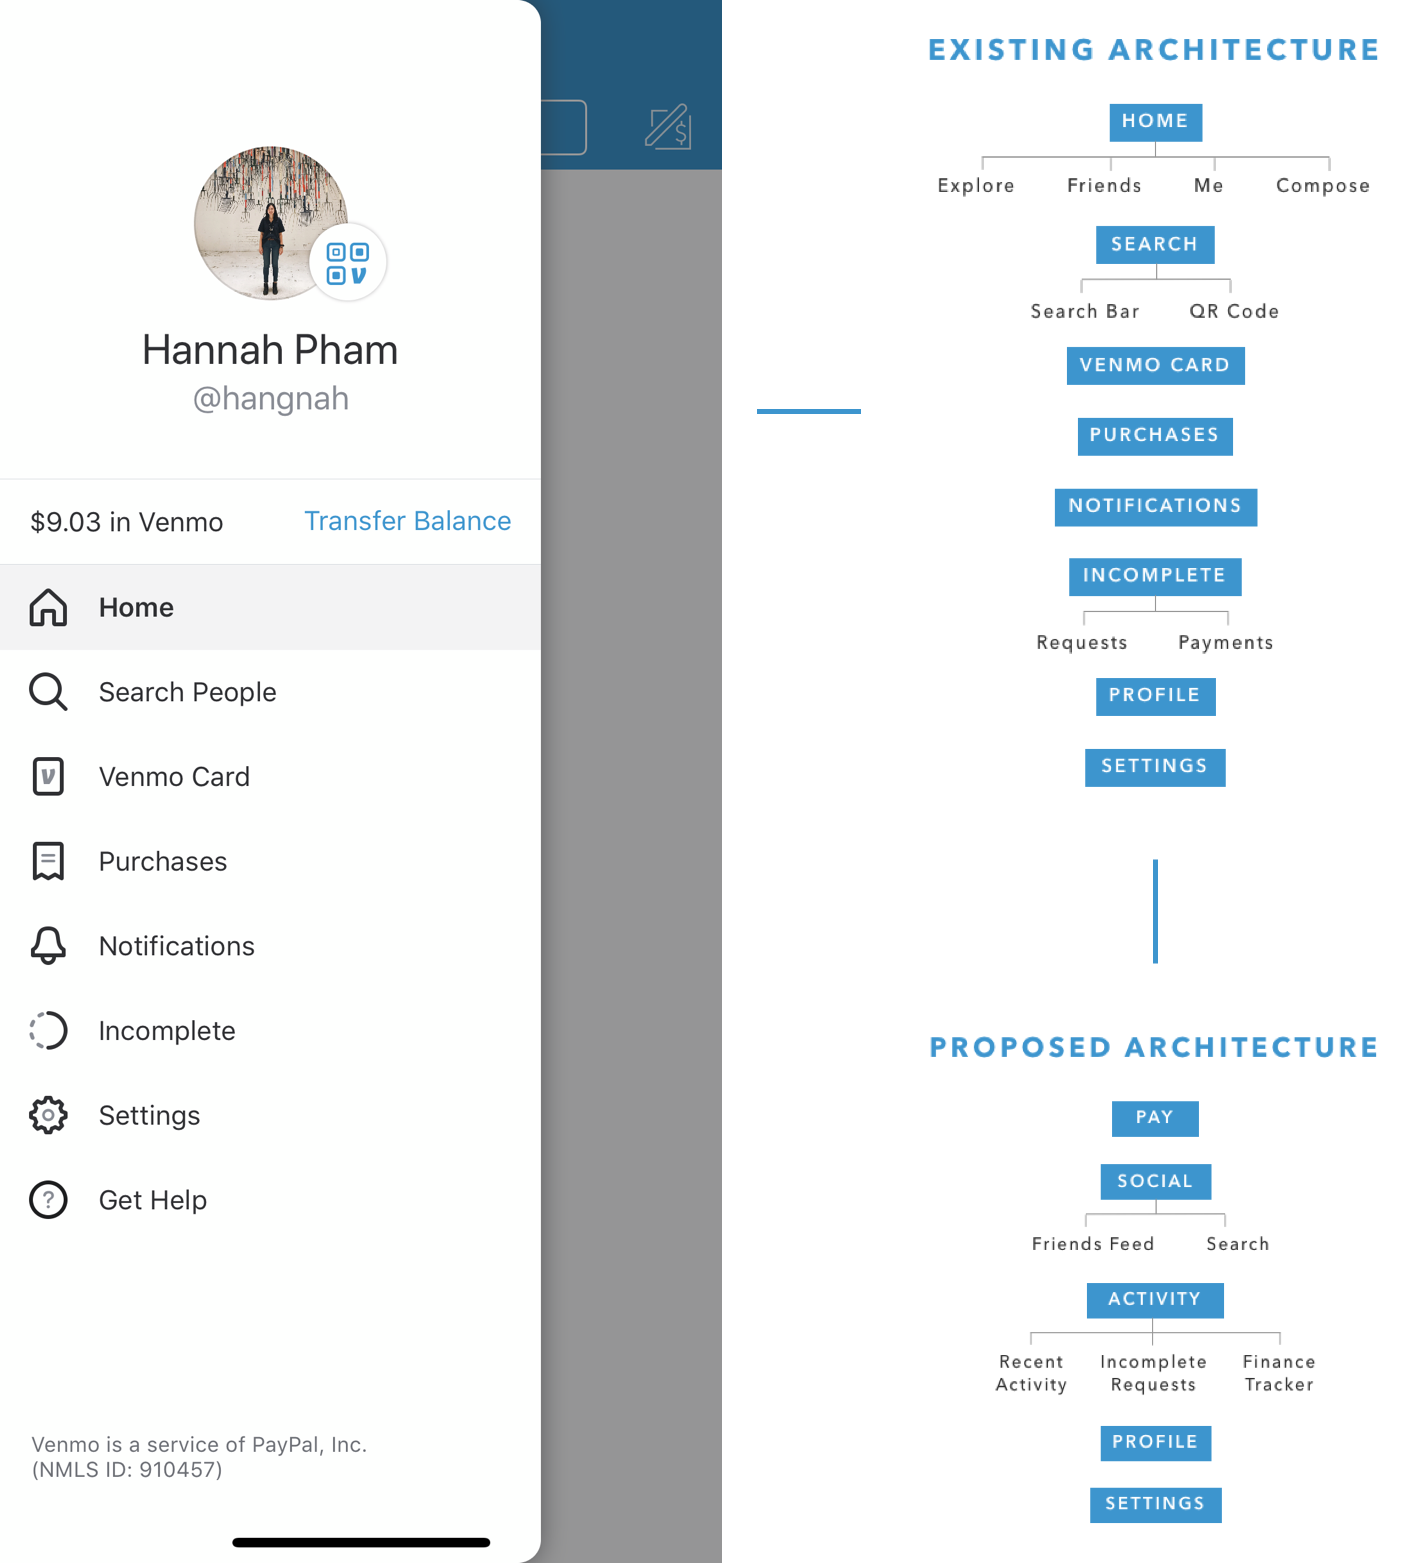 Hannah Pham
@hangnah
$9.03 in Venmo Transfer Balance
Home
Search People
Venmo Card
Purchases
Notifications
Incomplete
Settings
Get Help
Venmo is a service of PayPal, Inc.
(NMLS ID: 910457)
EXISTING ARCHITECTURE
HOME
Explore Friends Me Compose
SEARCH
Search Bar QR Code
VENMO CARD
PURCHASES
NOTIFICATIONS
INCOMPLETE
Requests Payments
PROFILE
SETTINGS
PROPOSED ARCHITECTURE
PAY
SOCIAL
Friends Feed Search
ACTIVITY
Recent Activity
Incomplete Requests
Finance Tracker
PROFILE
SETTINGS